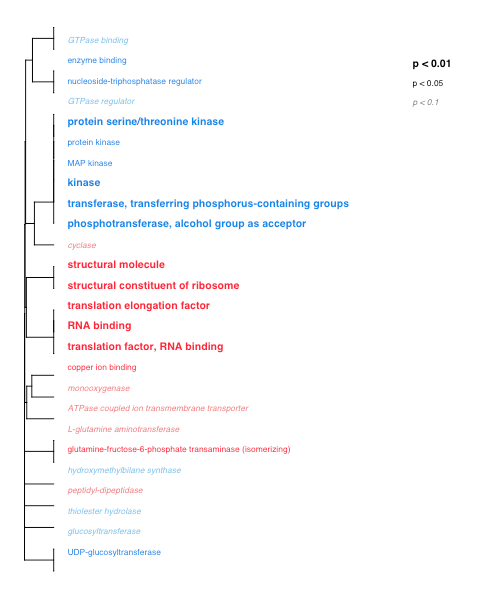 GTPase binding
enzyme binding
nucleoside-triphosphatase regulator
GTPase regulator
protein serine/threonine kinase
protein kinase
MAP kinase
kinase
transferase, transferring phosphorus-containing groups
phosphotransferase, alcohol group as acceptor
cyclase
structural molecule
structural constituent of ribosome
translation elongation factor
RNA binding
translation factor, RNA binding
copper ion binding
monooxygenase
ATPase coupled ion transmembrane transporter
L-glutamine aminotransferase
glutamine-fructose-6-phosphate transaminase (isomerizing)
hydroxymethylbilane synthase
peptidyl-dipeptidase
thiolester hydrolase
glucosyltransferase
UDP-glucosyltransferase
p < 0.01
p < 0.05
p < 0.1